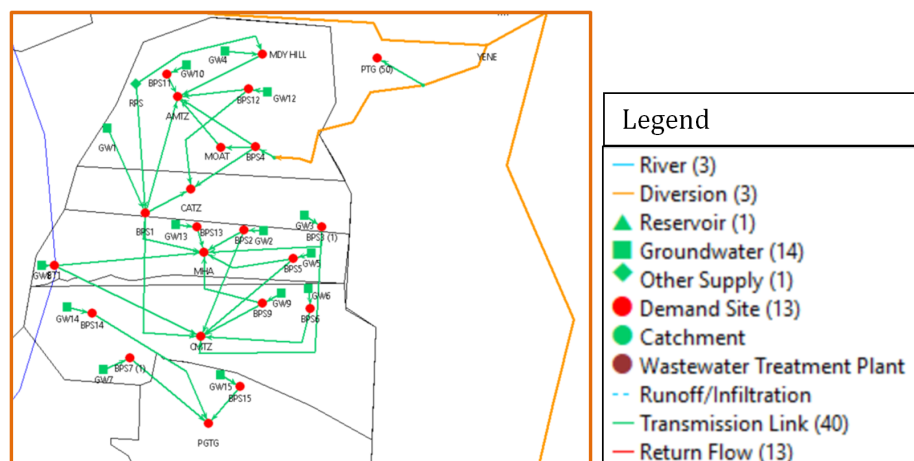 MDY HILL
GW4
YENE
PTG (50)
GW10
BPS11
RPS
BPS12
GW12
AMTZ
GW1
MOAT
BPS4
CATZ
BPS1
GW3
BPS13
GW13
BPS2
GW2
BPS3 (1)
MHA
BPS5
GW5
BT1
GW6
GW9
BPS9
BPS6
GW14
BPS14
CMTZ
BPS7 (1)
GW7
GW15
BPS15
PGTG
Legend
River (3)
Diversion (3)
Reservoir (1)
Groundwater (14)
Other Supply (1)
Demand Site (13)
Catchment
Wastewater Treatment Plant
Runoff/Infiltration
Transmission Link (40)
Return Flow (13)